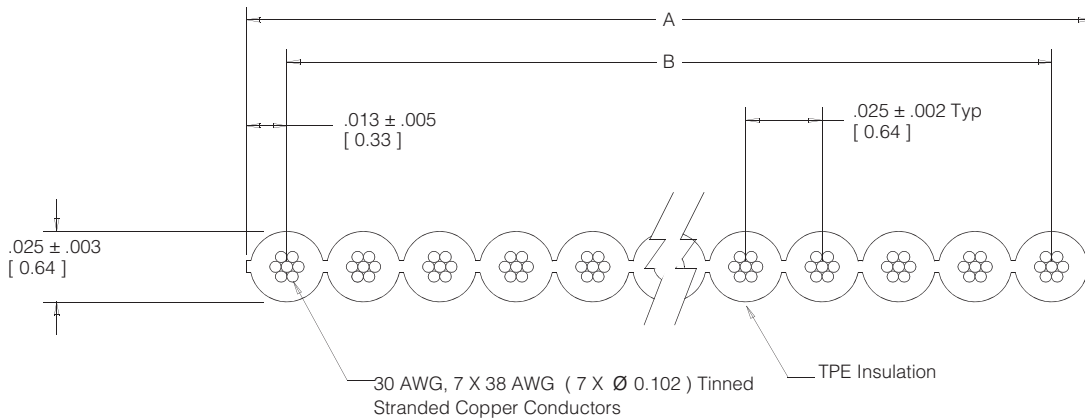 A
B
.013 ± .005
[ 0.33 ]
.025 ± .002 Typ
[ 0.64 ]
.025 ± .003
[ 0.64 ]
30 AWG, 7 X 38 AWG ( 7 X Ø 0.102 ) Tinned
Stranded Copper Conductors
TPE Insulation